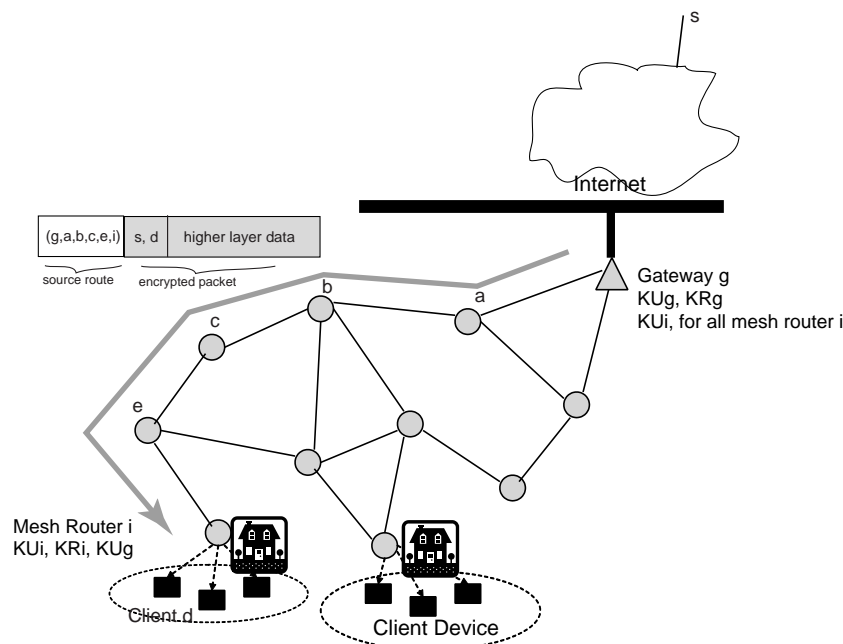 s
Internet
(g,a,b,c,e,i) s, d higher layer data
source route encrypted packet
Gateway g
KUg, KRg
KUi, for all mesh router i
b
a
c
e
Mesh Router i
KUi, KRi, KUg
Client d
Client Device